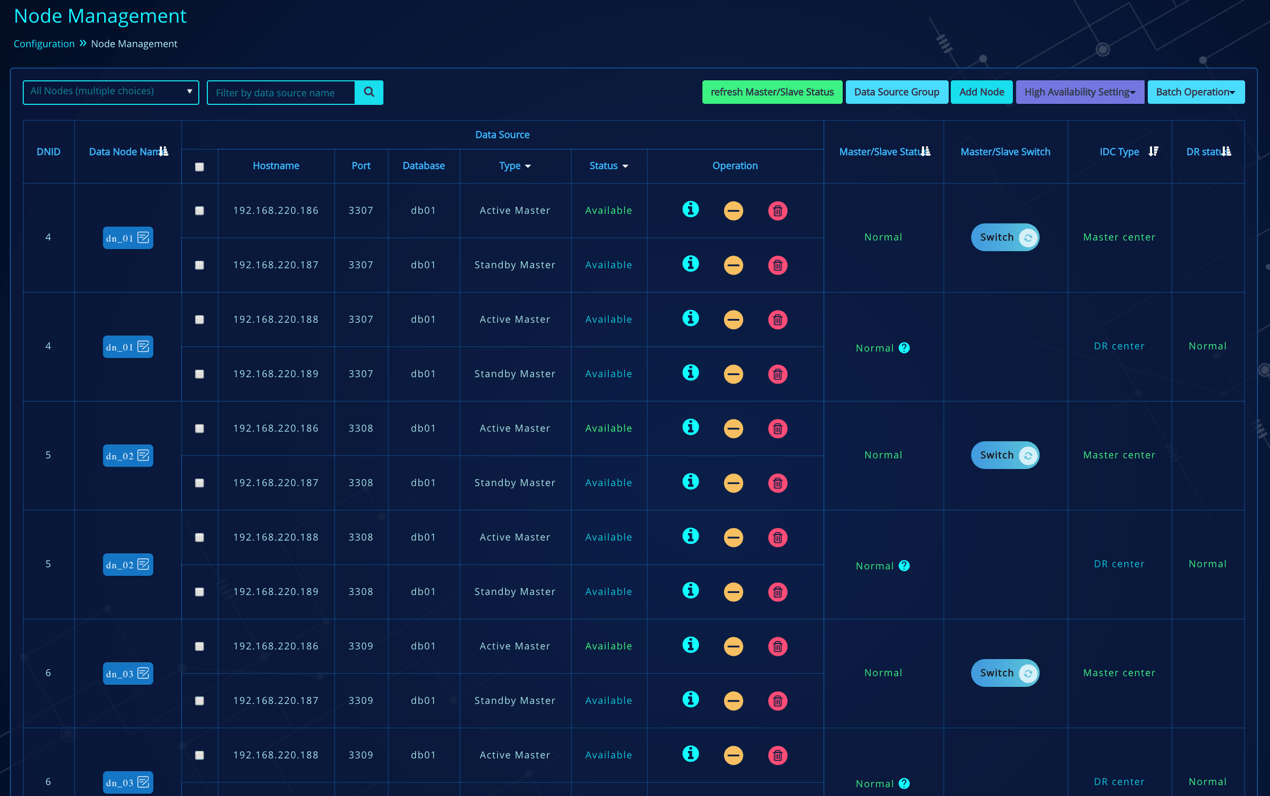 Node Management
Configuration » Node Management
All Nodes (multiple choices)
Filter by data source name
refresh Master/Slave Status
Data Source Group
Add Node
High Availability Setting
Batch Operation
DNID
Data Node Nam
Data Source
Master/Slave Statu
Master/Slave Switch
IDC Type
DR statu
Hostname Port Database Type Status Operation
4
dn_01
192.168.220.186 3307 db01 Active Master Available
Normal
Switch
Master center
192.168.220.187 3307 db01 Standby Master Available
4
dn_01
192.168.220.188 3307 db01 Active Master Available
Normal ?
DR center
Normal
192.168.220.189 3307 db01 Standby Master Available
5
dn_02
192.168.220.186 3308 db01 Active Master Available
Normal
Switch
Master center
192.168.220.187 3308 db01 Standby Master Available
5
dn_02
192.168.220.188 3308 db01 Active Master Available
Normal ?
DR center
Normal
192.168.220.189 3308 db01 Standby Master Available
6
dn_03
192.168.220.186 3309 db01 Active Master Available
Normal
Switch
Master center
192.168.220.187 3309 db01 Standby Master Available
6
dn_03
192.168.220.188 3309 db01 Active Master Available
Normal ?
DR center
Normal